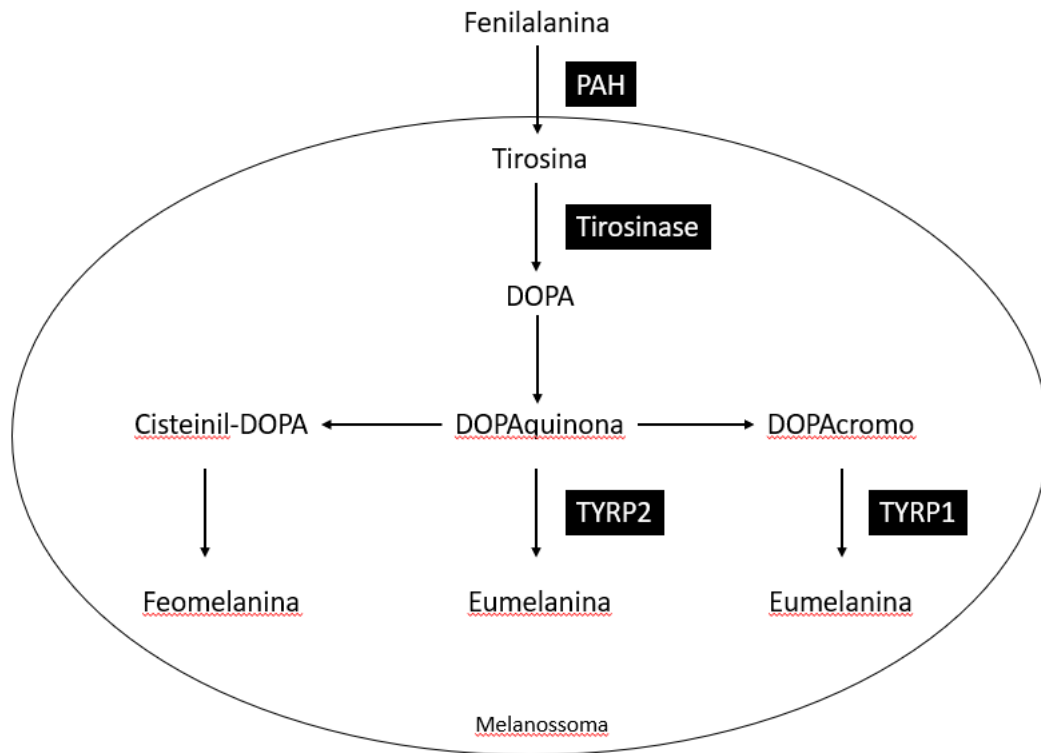 Fenilalanina
PAH
Tirosina
Tirosinase
DOPA
Cisteinil-DOPA
DOPAquinona
DOPAcromo
TYRP2
TYRP1
Feomelanina
Eumelanina
Eumelanina
Melanossoma